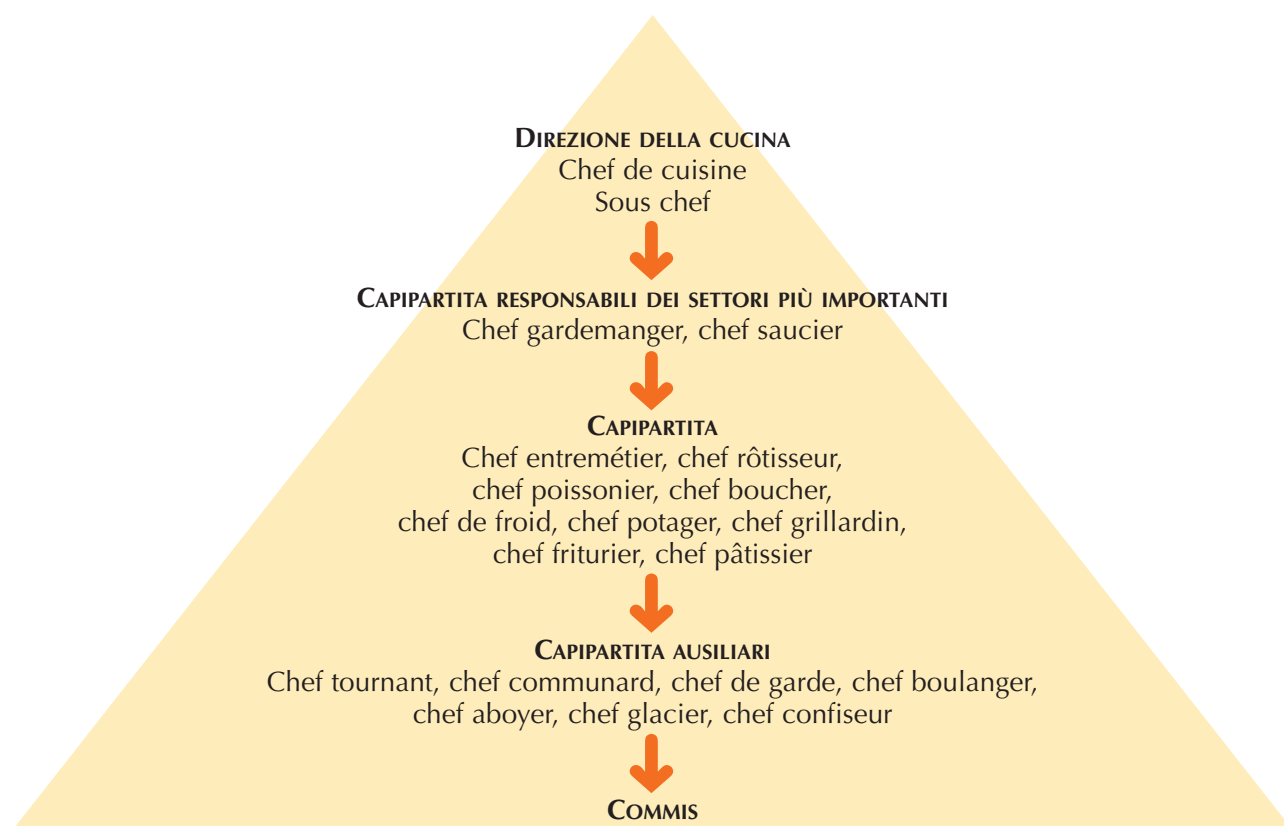 Direzione della cucina
Chef de cuisine
Sous chef
Capipartita responsabili dei settori più importanti
Chef gardemanger, chef saucier
Capipartita
Chef entremétier, chef rôtisseur,
chef poissonier, chef boucher,
chef de froid, chef potager, chef grillardin,
chef friturier, chef pâtissier
Capipartita ausiliari
Chef tournant, chef communard, chef de garde, chef boulanger,
chef aboyer, chef glacier, chef confiseur
Commis